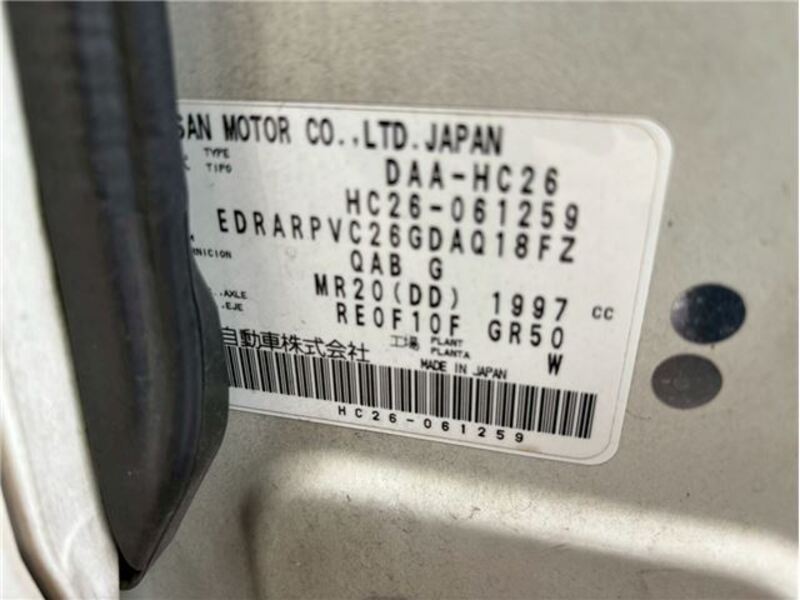 SAN MOTOR CO.,LTD.JAPAN
TYPE
TIPO
DAA-HC26
HC26-061259
EDRARPVC26GDAQ18FZ
RNICION
QAB G
AXLE
EJE
MR20(DD) 1997 CC
RE0F10F GR50
自動車株式会社
工場 PLANT
PLANTA
W
MADE IN JAPAN
HC26-061259